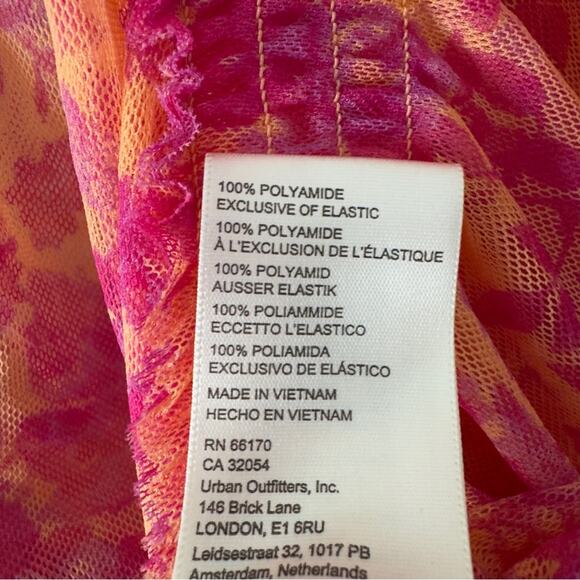 100% POLYAMIDE
EXCLUSIVE OF ELASTIC
100% POLYAMIDE
À L'EXCLUSION DE L'ÉLASTIQUE
100% POLYAMID
AUSSER ELASTIK
100% POLIAMMIDE
ECCETTO L'ELASTICO
100% POLIAMIDA
EXCLUSIVO DE ELÁSTICO
MADE IN VIETNAM
HECHO EN VIETNAM
RN 66170
CA 32054
Urban Outfitters, Inc.
146 Brick Lane
LONDON, E1 6RU
Leidsestraat 32, 1017 PB
Amsterdam, Netherlands